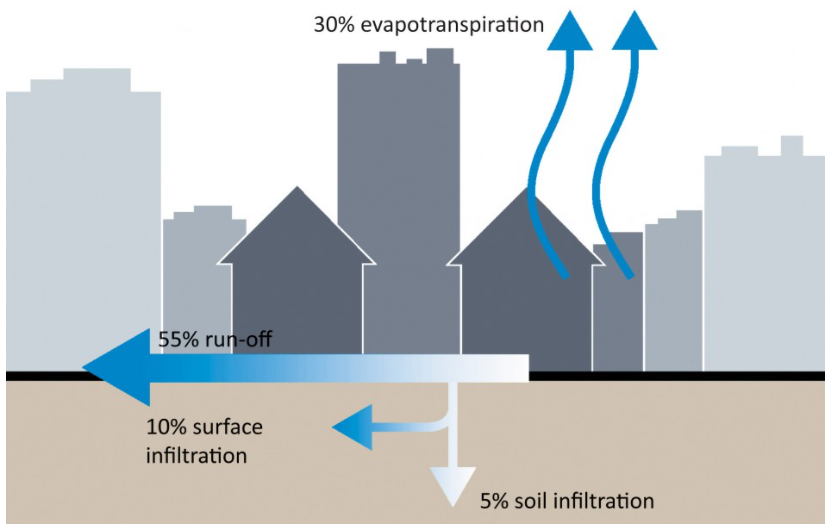 30% evapotranspiration
55% run-off
10% surface
infiltration
5% soil infiltration